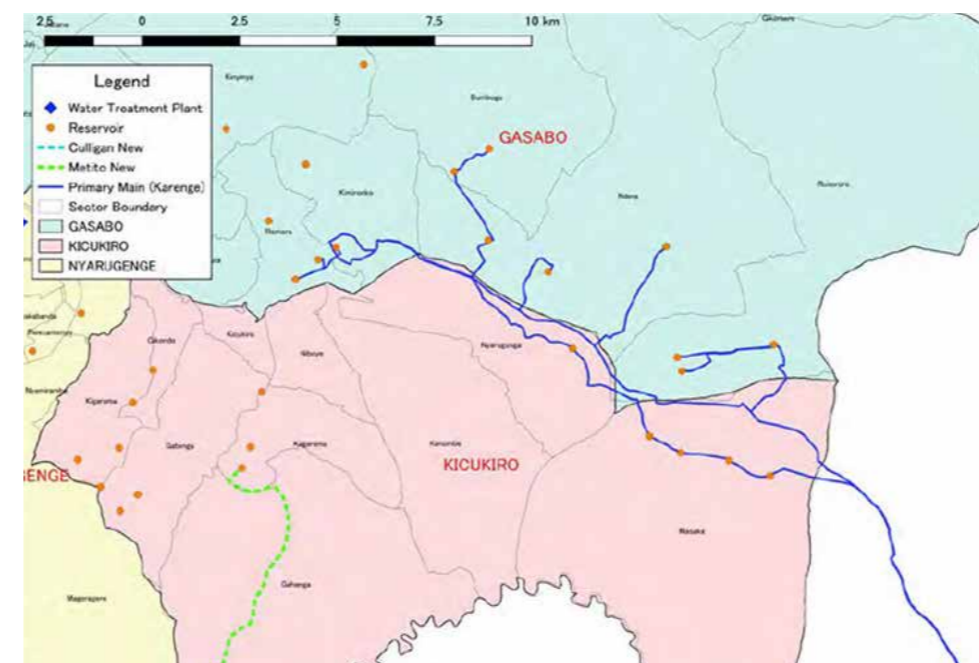 2.5 0 2.5 5 7.5 10 km
Legend
Water Treatment Plant
Reservoir
Culligan New
Metito New
Primary Main (Karenge)
Sector Boundary
GASABO
KICUKIRO
NYARUGENGE
Kinyinya
Bumbogo
GASABO
Kimironko
Ndera
Rusororo
Remera
Kicukiro
Niboye
Nyarugunga
Gikondo
Kigarama
Gatenga
Kagarama
Kanombe
KICUKIRO
GENGE
Masaka
Gahanga
Mageragere